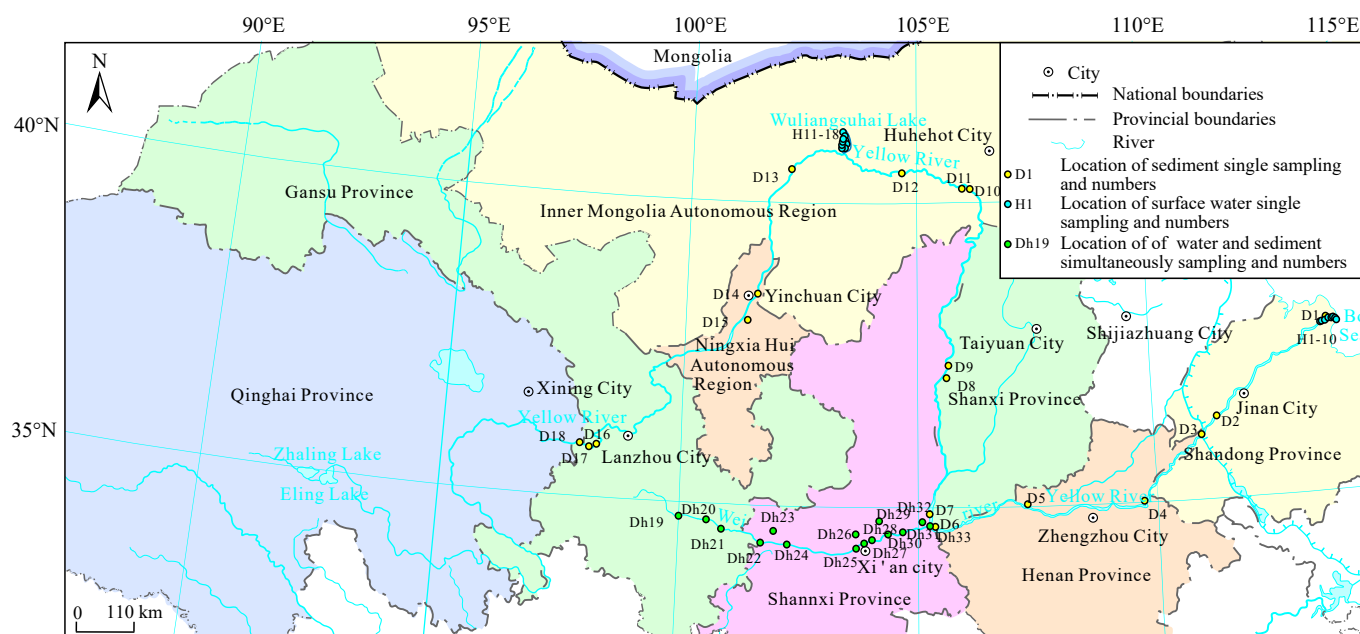 90°E
95°E
100°E
105°E
110°E
115°E
N
Mongolia
City
National boundaries
Provincial boundaries
River
D1
Location of sediment single sampling
and numbers
H1
Location of surface water single
sampling and numbers
Dh19
Location of of water and sediment
simultaneously sampling and numbers
40°N
Wuliangsuhai Lake
H11-18
Huhehot City
Yellow River
D13
D12
D11
D10
Gansu Province
Inner Mongolia Autonomous Region
D14
Yinchuan City
D15
Ningxia Hui
Autonomous
Region
Taiyuan City
Shijiazhuang City
D1
H1-10
Bo
Se
D9
D8
Shanxi Province
Qinghai Province
Xining City
Jinan City
D2
D3
35°N
Yellow River
D18
D16
D17
Lanzhou City
Shandong Province
Zhaling Lake
Eling Lake
D5
Yellow River
D4
Zhengzhou City
Dh19
Dh20
Dh21
Wei
river
Dh22
Dh23
Dh24
Dh26
Dh29
Dh28
Dh32
D7
D6
Dh31
Dh33
Dh30
Dh25
Dh27
Xi'an city
Henan Province
Shannxi Province
0
110 km